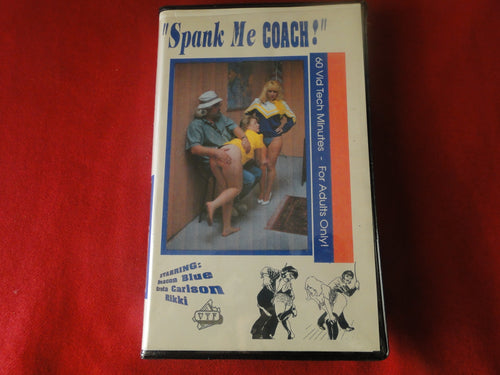 "Spank Me COACH!"
60 Vid Tech Minutes - For Adults Only!
STARRING:
Blue
Carlson
Rikki